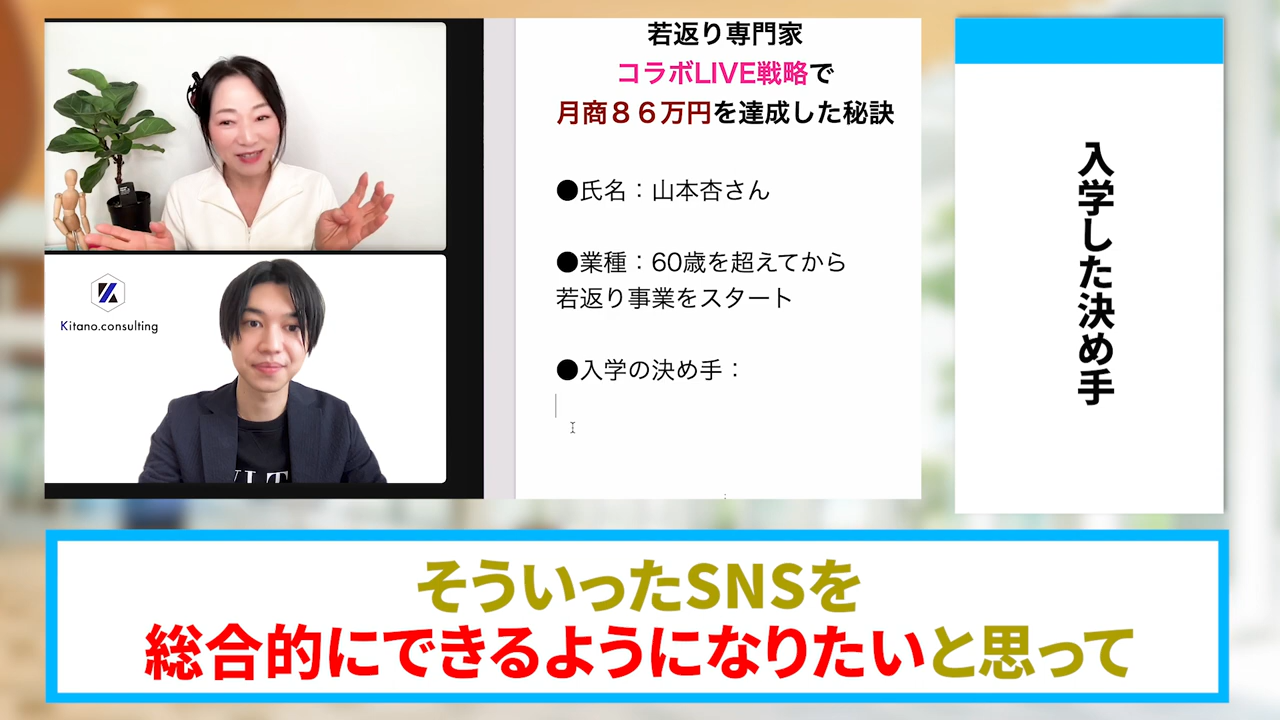 若返り専門家
コラボLIVE戦略で
月商８６万円を達成した秘訣
●氏名：山本杏さん
●業種：60歳を超えてから
若返り事業をスタート
●入学の決め手：
Kitano.consulting
入学した決め手
そういったSNSを
総合的にできるようになりたいと思って